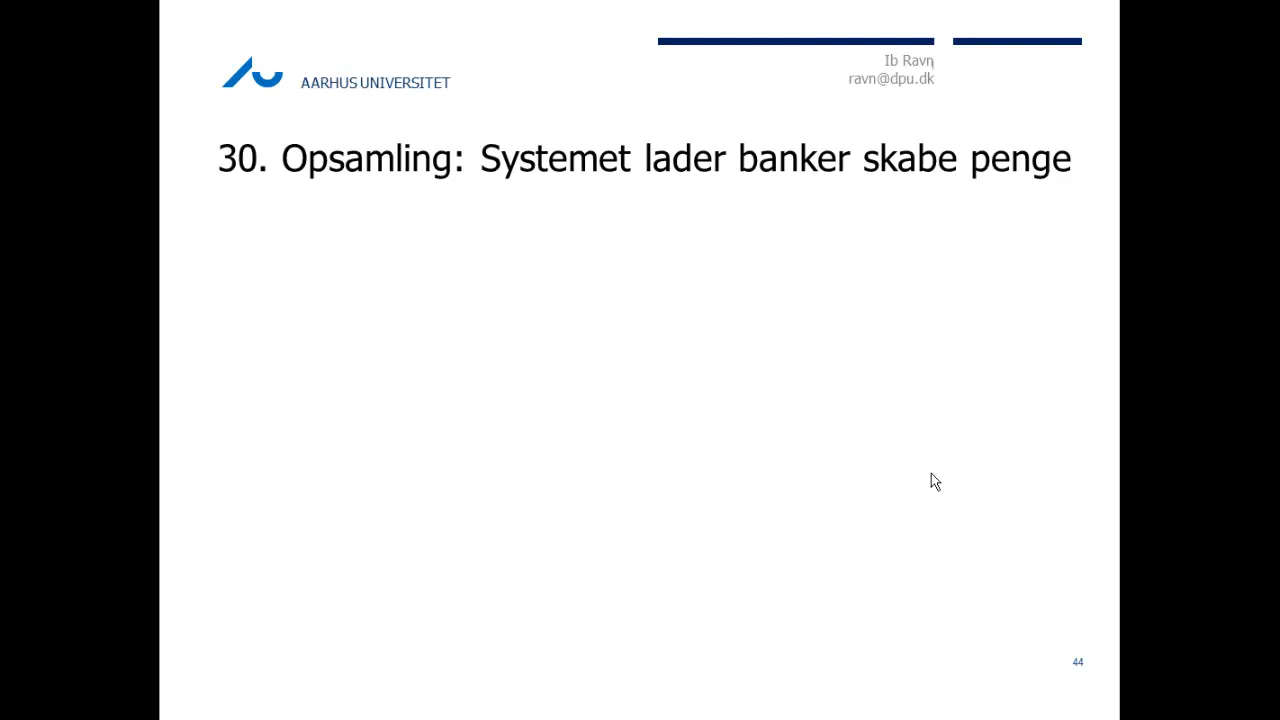 AARHUS UNIVERSITET
Ib Ravn
ravn@dpu.dk
30. Opsamling: Systemet lader banker skabe penge
44